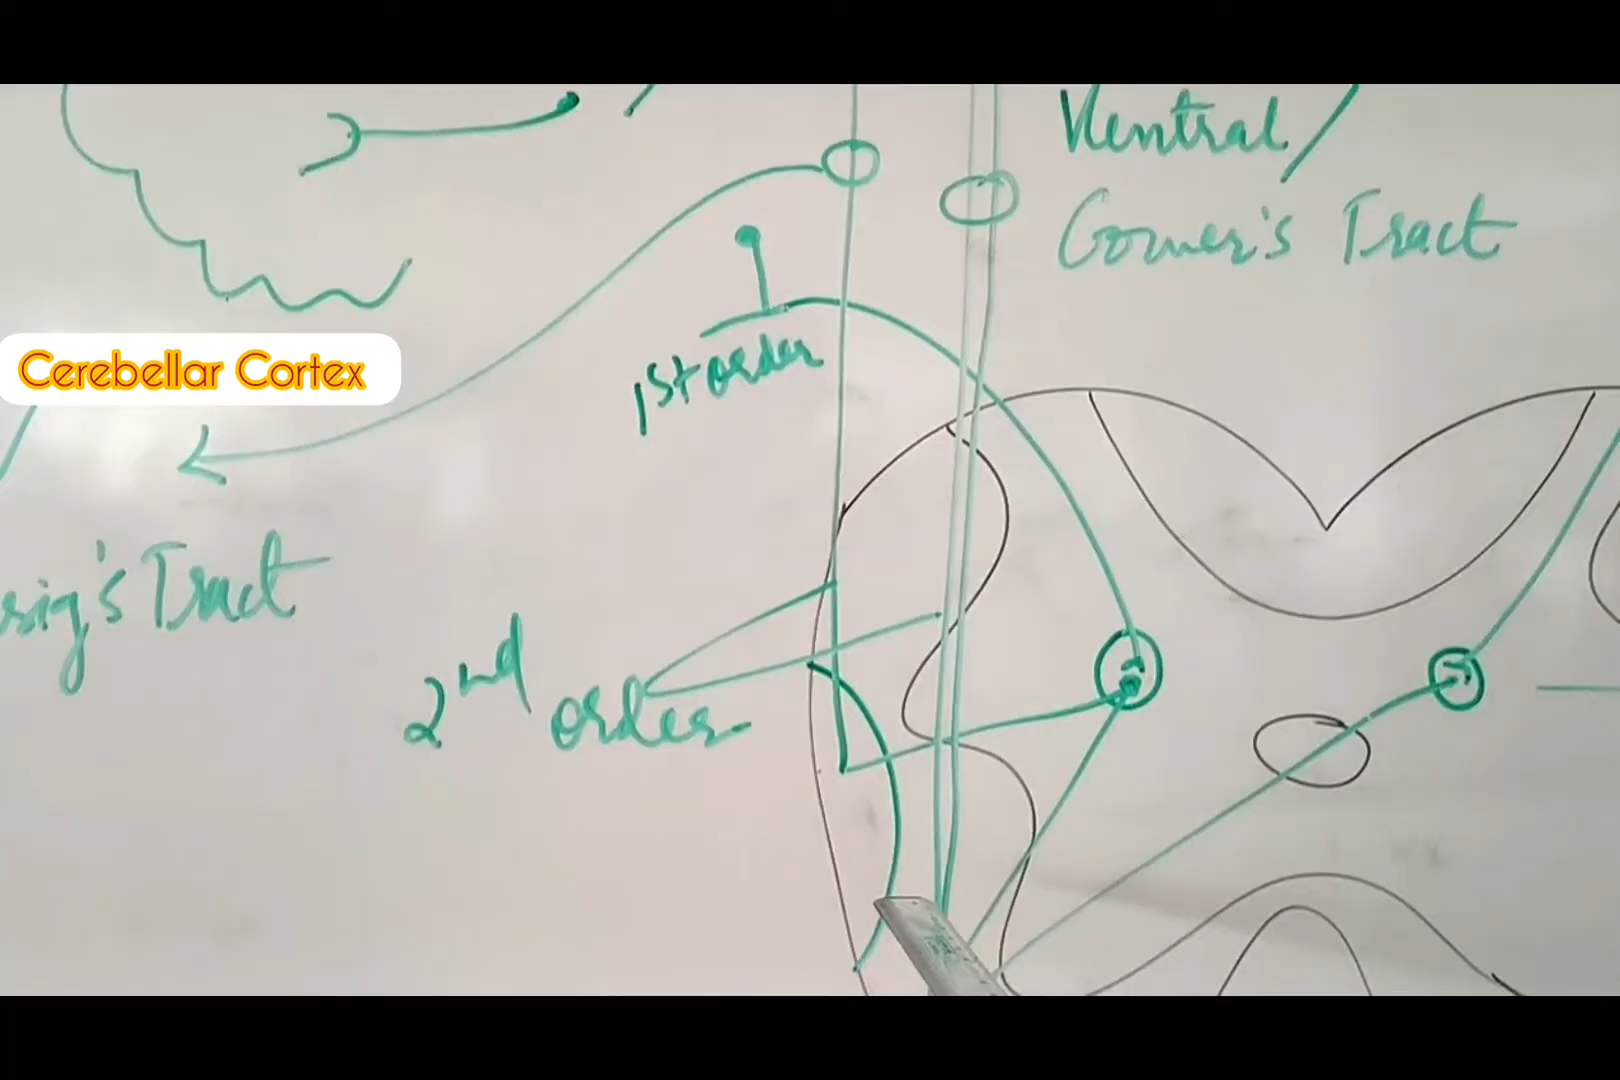 Ventral/
Gower's Tract
1st order
Cerebellar Cortex
sig's Tract
2nd order